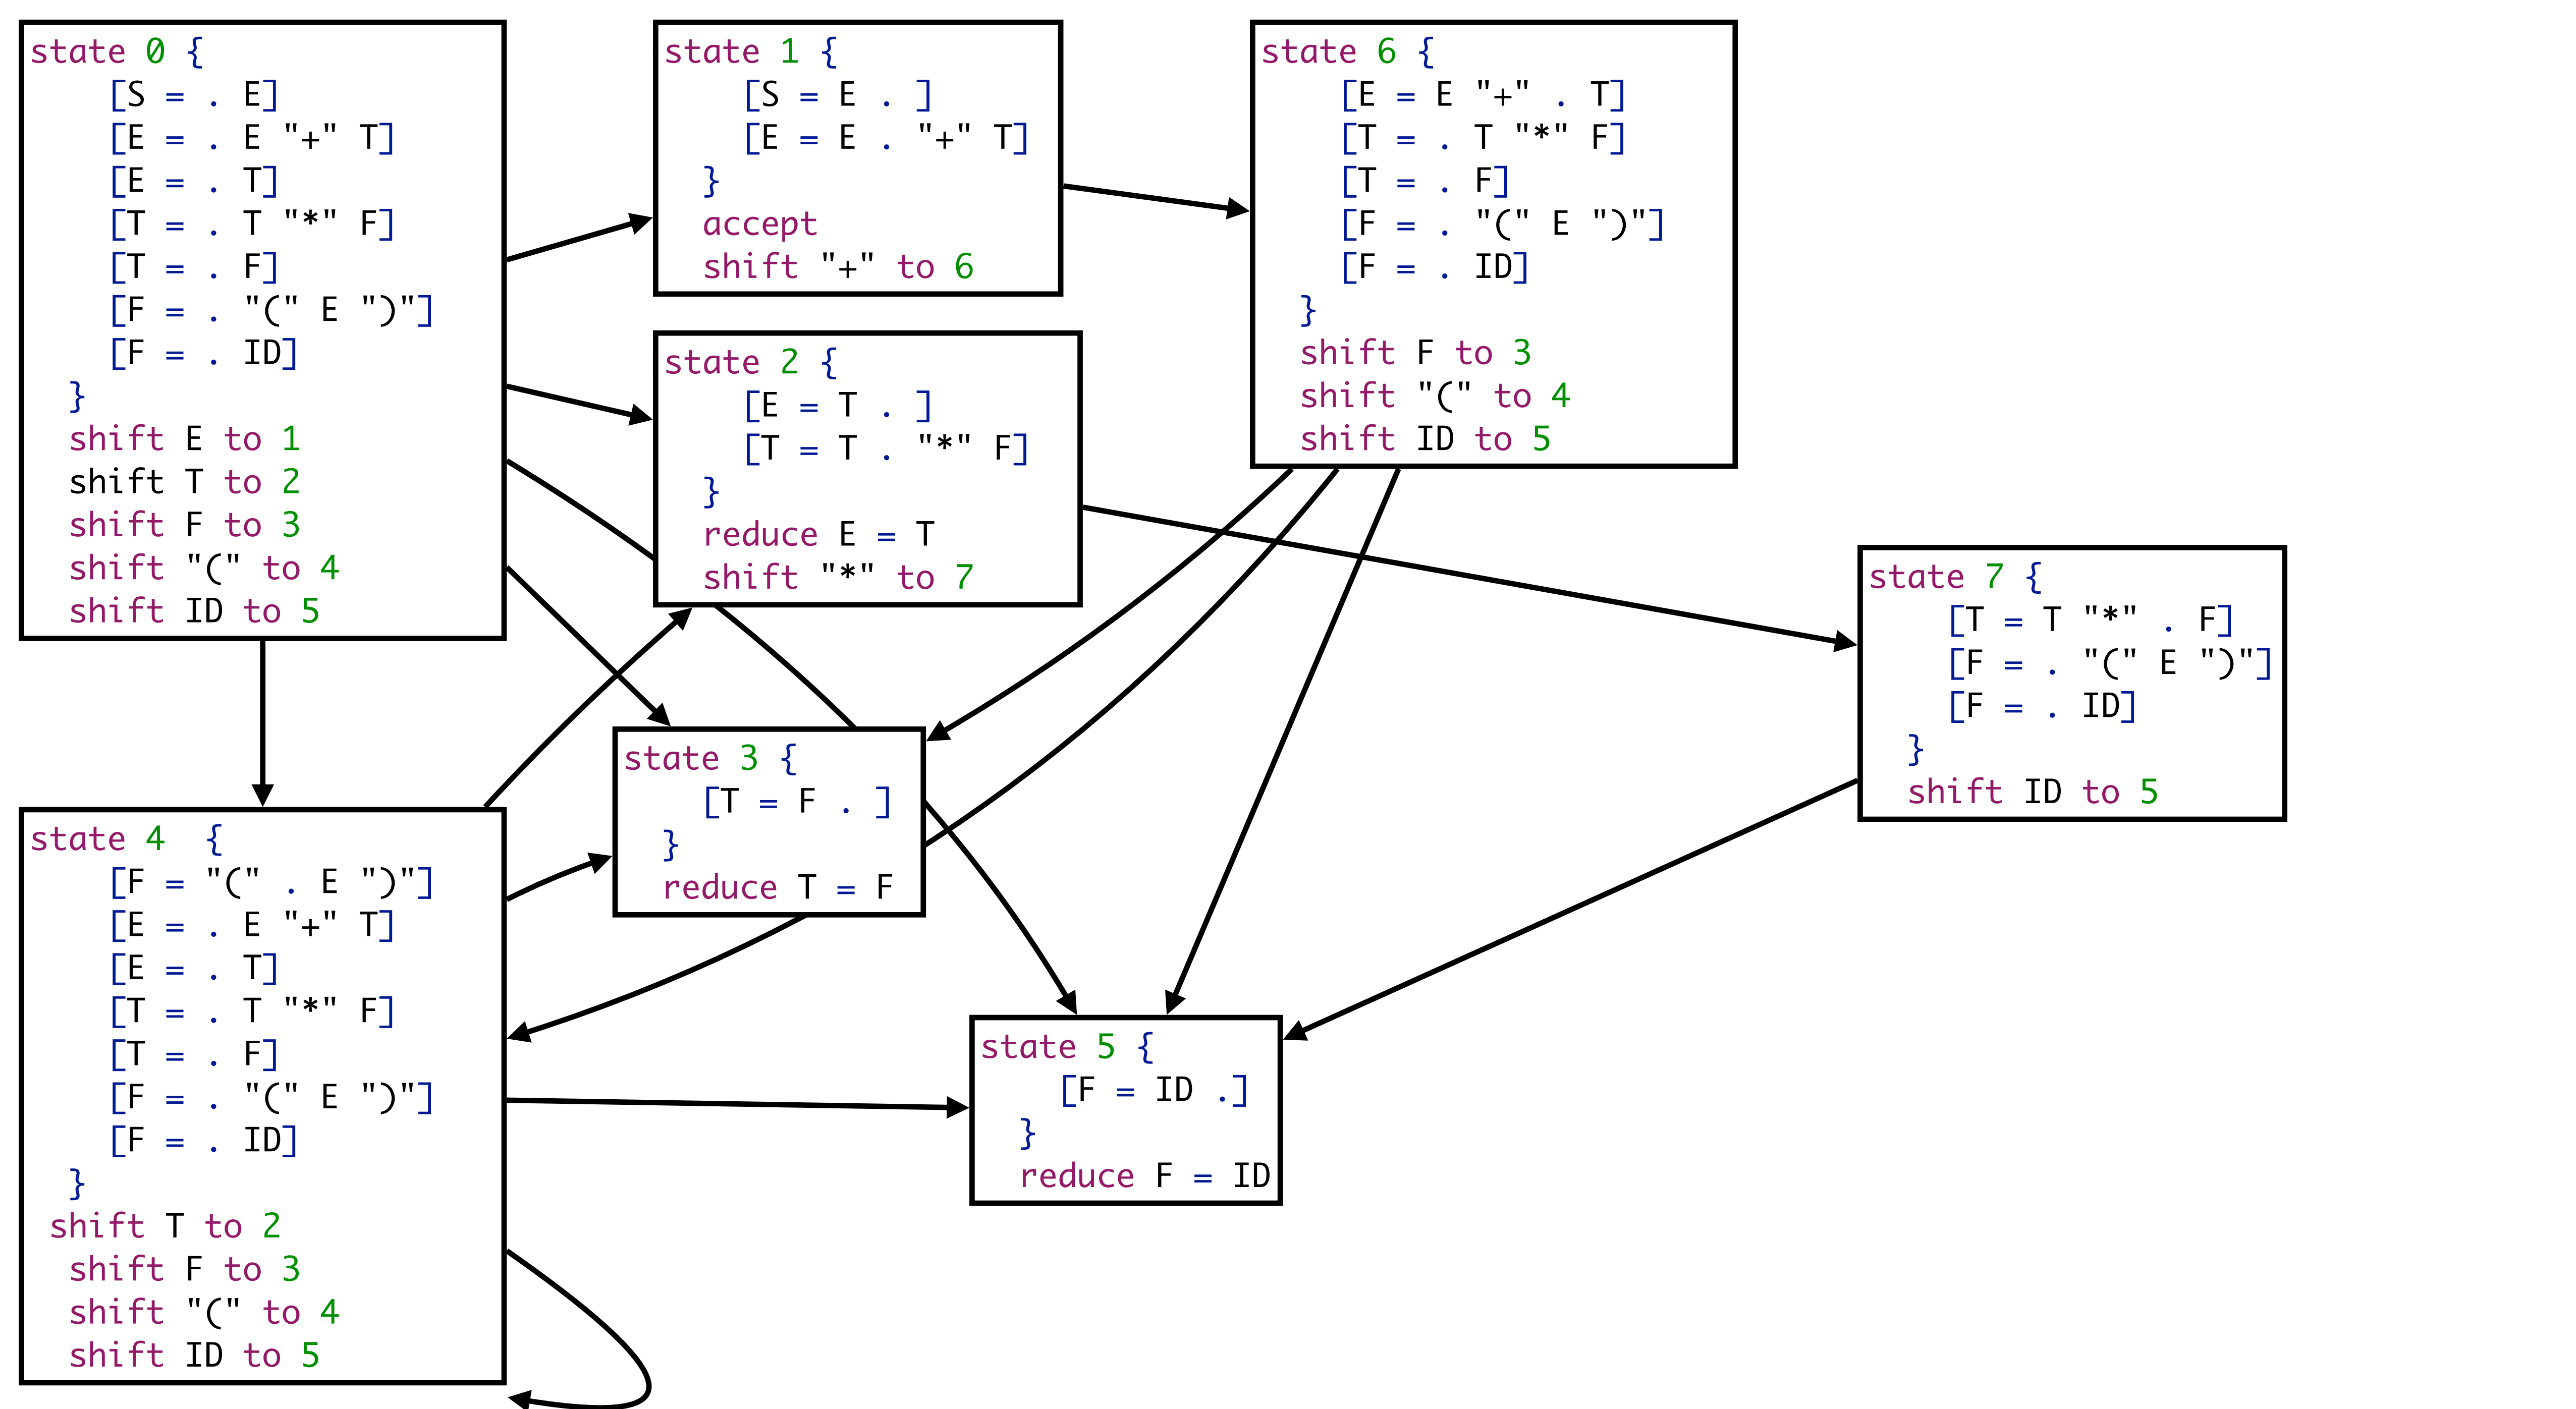 state 0 {
[S = . E]
[E = . E "+" T]
[E = . T]
[T = . T "*" F]
[T = . F]
[F = . "(" E ")"]
[F = . ID]
}
shift E to 1
shift T to 2
shift F to 3
shift "(" to 4
shift ID to 5
state 1 {
[S = E . ]
[E = E . "+" T]
}
accept
shift "+" to 6
state 6 {
[E = E "+" . T]
[T = . T "*" F]
[T = . F]
[F = . "(" E ")"]
[F = . ID]
}
shift F to 3
shift "(" to 4
shift ID to 5
state 2 {
[E = T . ]
[T = T . "*" F]
}
reduce E = T
shift "*" to 7
state 7 {
[T = T "*" . F]
[F = . "(" E ")"]
[F = . ID]
}
shift ID to 5
state 3 {
[T = F . ]
}
reduce T = F
state 4 {
[F = "(" . E ")"]
[E = . E "+" T]
[E = . T]
[T = . T "*" F]
[T = . F]
[F = . "(" E ")"]
[F = . ID]
}
shift T to 2
shift F to 3
shift "(" to 4
shift ID to 5
state 5 {
[F = ID .]
}
reduce F = ID